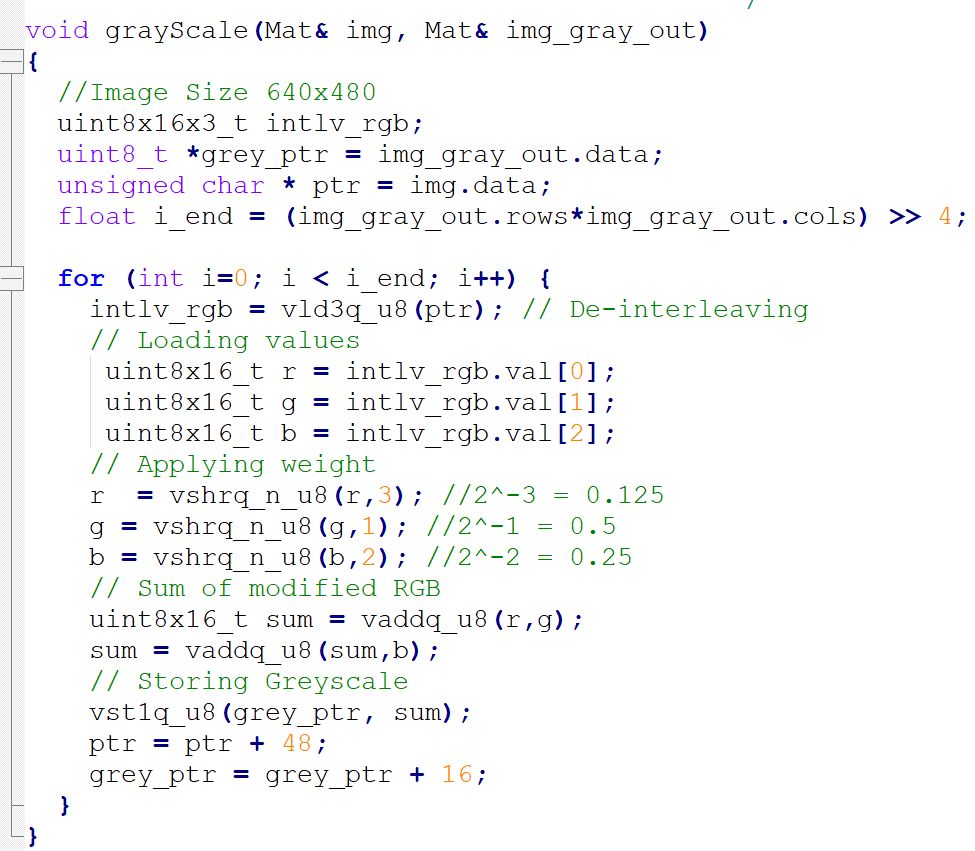 void grayScale(Mat& img, Mat& img_gray_out)
{
  //Image Size 640x480
  uint8x16x3_t intlv_rgb;
  uint8_t *grey_ptr = img_gray_out.data;
  unsigned char * ptr = img.data;
  float i_end = (img_gray_out.rows*img_gray_out.cols) >> 4;

  for (int i=0; i < i_end; i++) {
    intlv_rgb = vld3q_u8(ptr); // De-interleaving
    // Loading values
     uint8x16_t r = intlv_rgb.val[0];
     uint8x16_t g = intlv_rgb.val[1];
     uint8x16_t b = intlv_rgb.val[2];
    // Applying weight
    r  = vshrq_n_u8(r,3); //2^-3 = 0.125
    g = vshrq_n_u8(g,1); //2^-1 = 0.5
    b = vshrq_n_u8(b,2); //2^-2 = 0.25
    // Sum of modified RGB
    uint8x16_t sum = vaddq_u8(r,g);
    sum = vaddq_u8(sum,b);
    // Storing Greyscale
    vst1q_u8(grey_ptr, sum);
    ptr = ptr + 48;
    grey_ptr = grey_ptr + 16;
  }
}